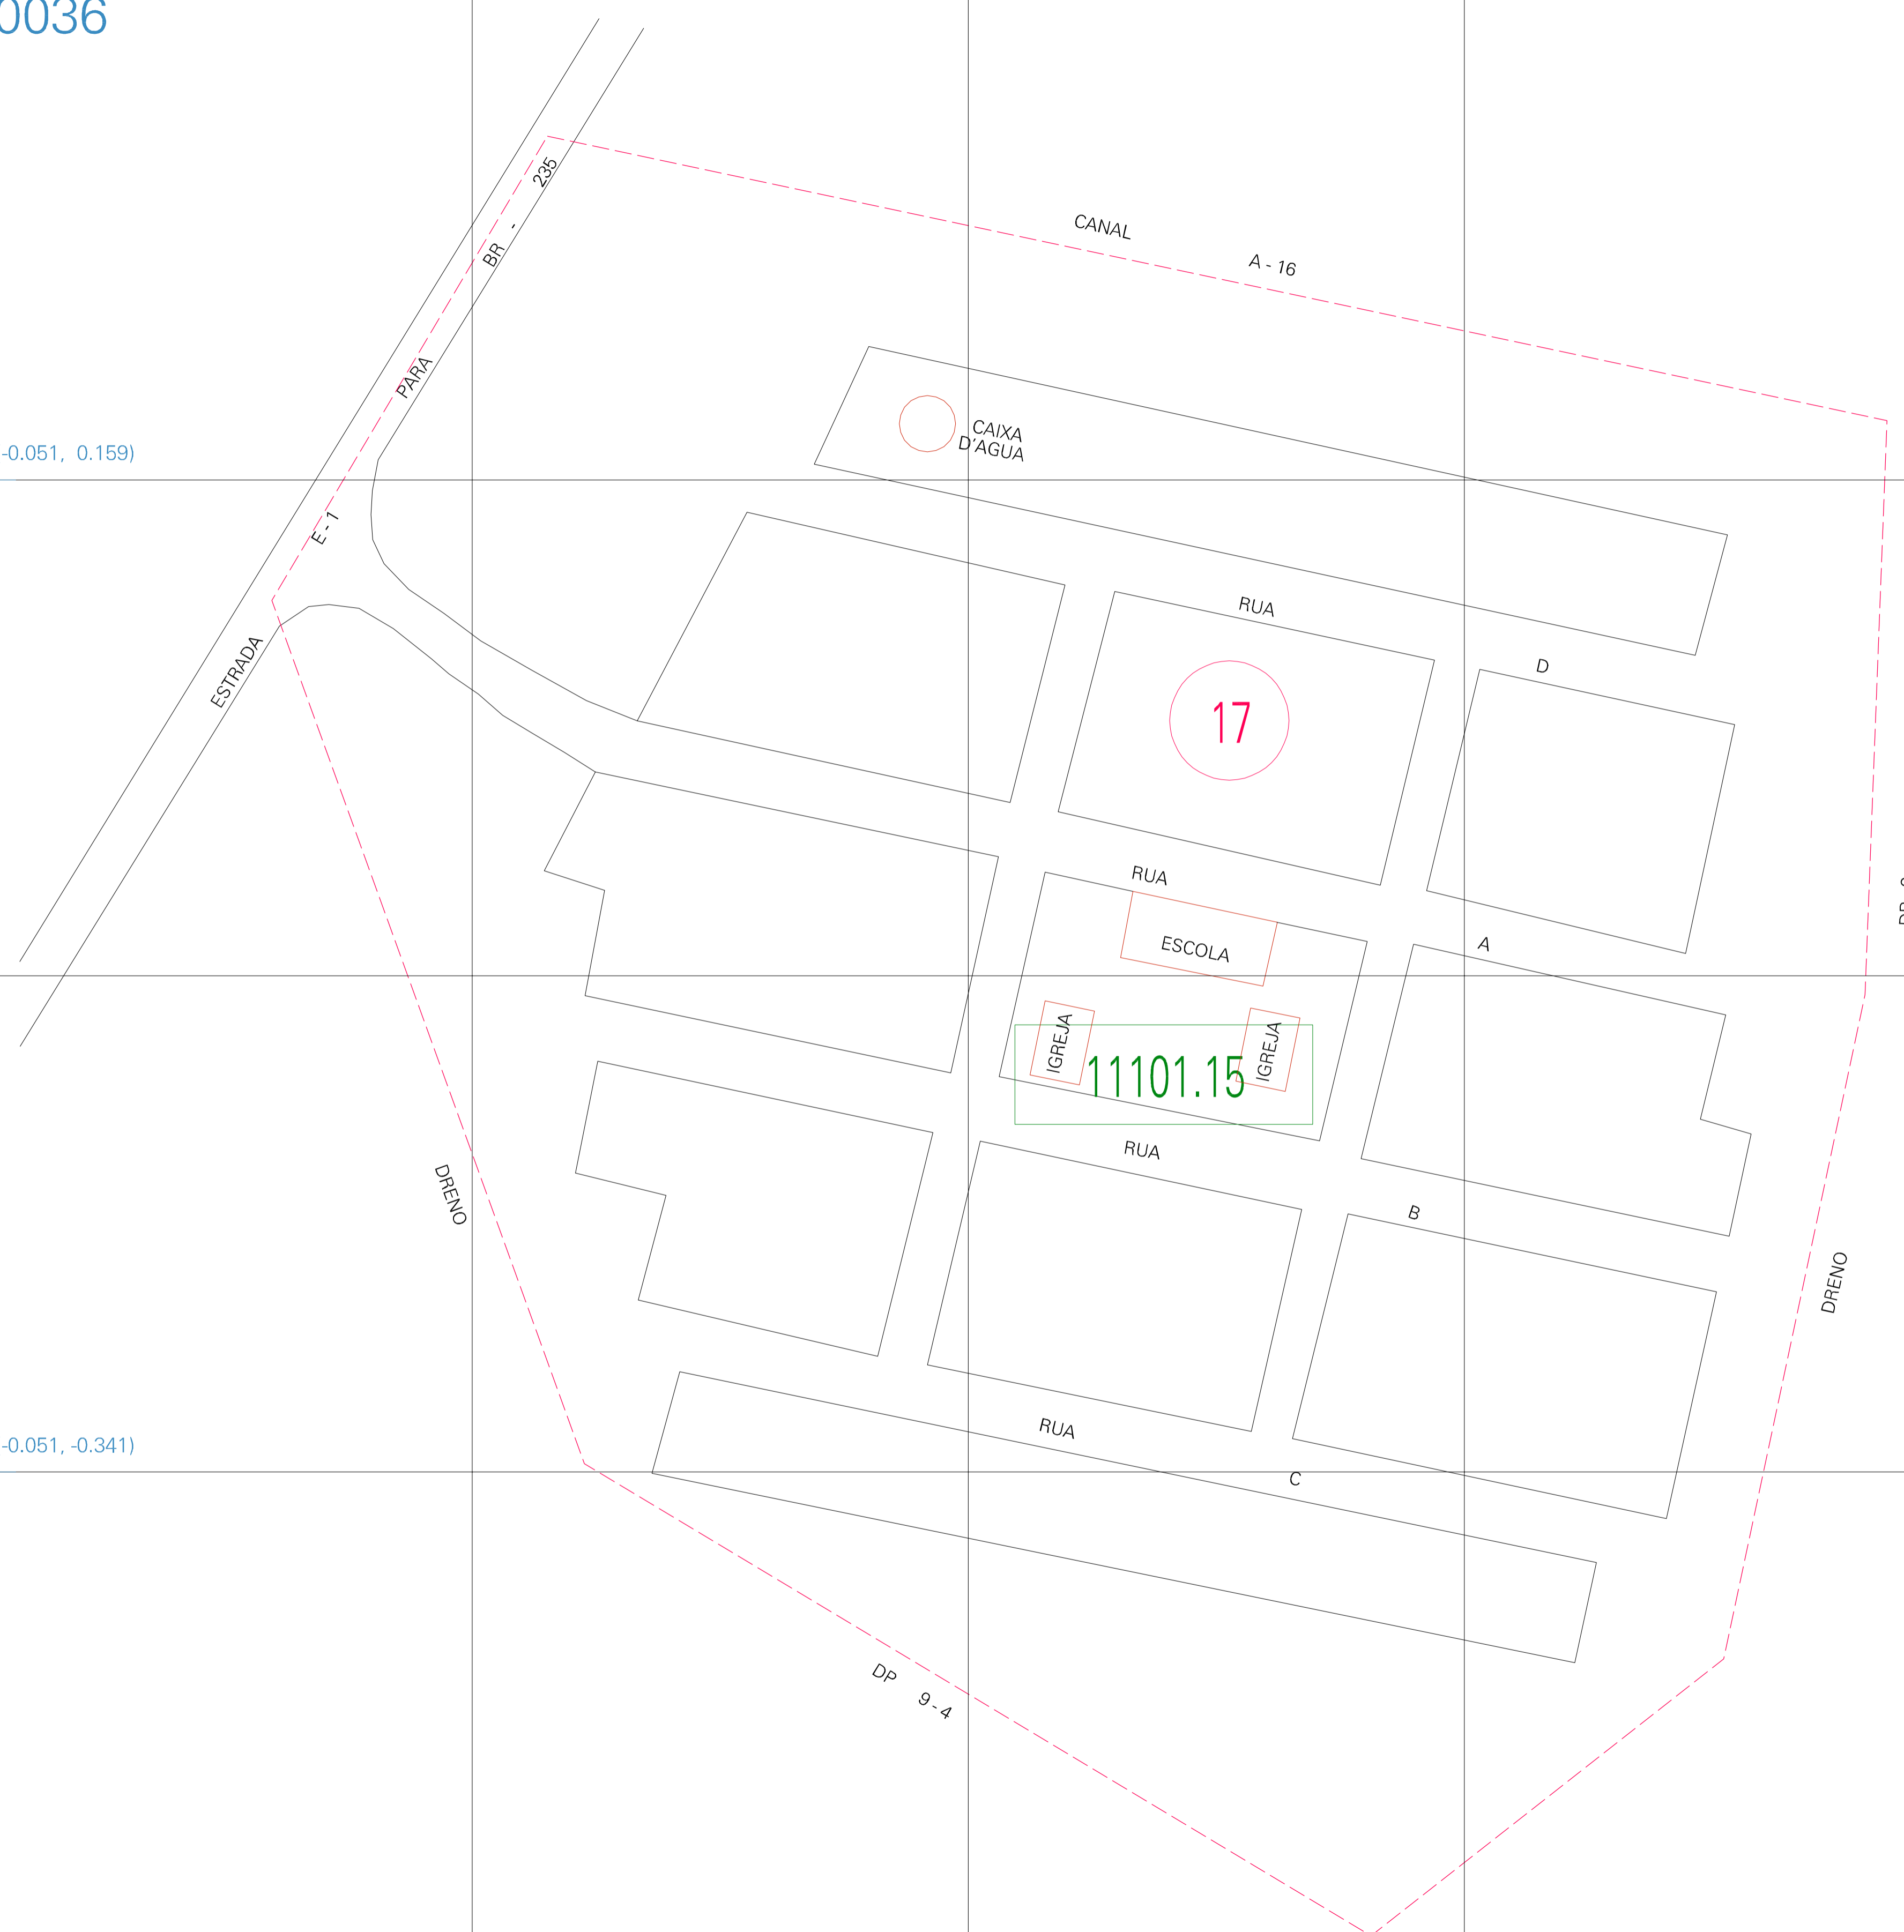 0036
235
BR -
PARA
E - 1
ESTRADA
CANAL
A - 16
CAIXA
D'AGUA
-0.051, 0.159)
RUA
D
17
RUA
A
ESCOLA
IGREJA
IGREJA
11101.15
RUA
B
DRENO
DRENO
RUA
C
-0.051, -0.341)
DP 9 - 4